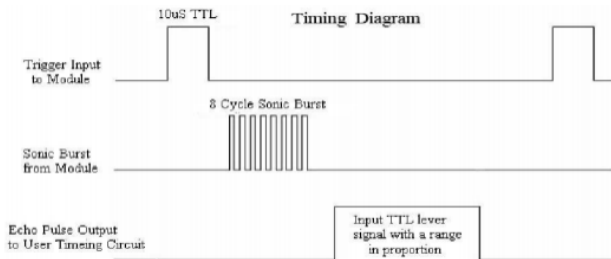 10uS TTL
Timing Diagram
Trigger Input
to Module
8 Cycle Sonic Burst
Sonic Burst
from Module
Echo Pulse Output
to User Timeing Circuit
Input TTL lever
signal with a range
in proportion